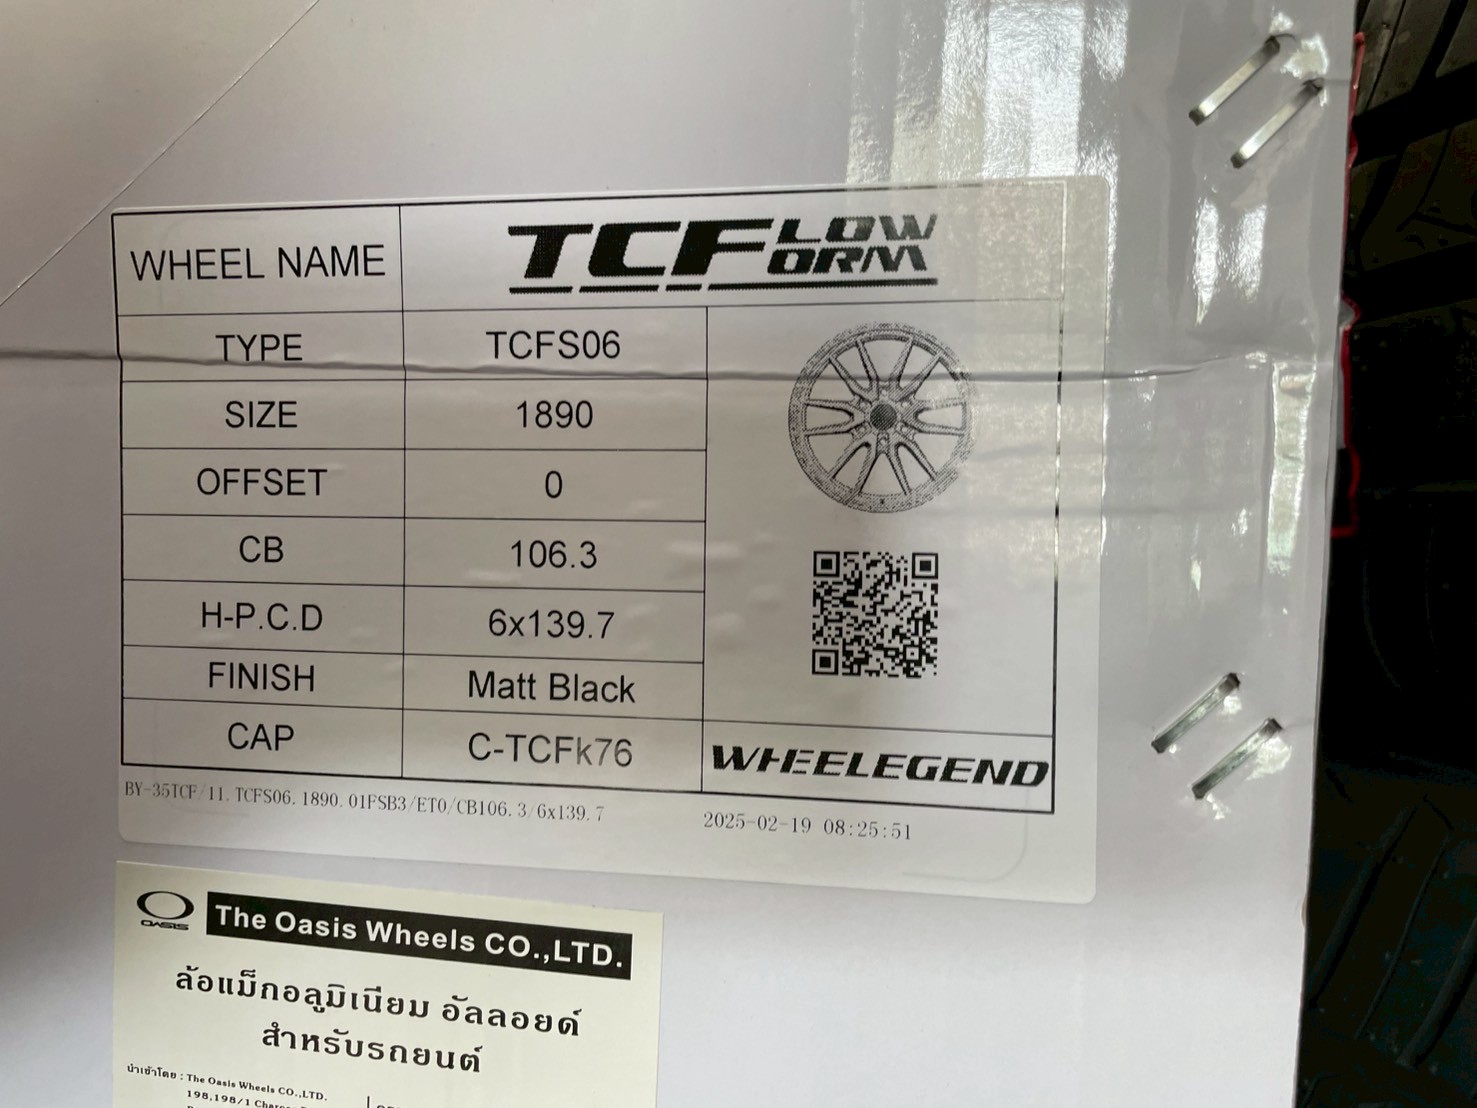 WHEEL NAME TCFLOW FORM
TYPE TCFS06
SIZE 1890
OFFSET 0
CB 106.3
H-P.C.D 6x139.7
FINISH Matt Black
CAP C-TCFk76
WHEELEGEND
BY-35TCF/11.TCFS06.1890.01FSB3/ET0/CB106.3/6x139.7 2025-02-19 08:25:51
OASIS
The Oasis Wheels CO.,LTD.
ล้อแม็กอลูมิเนียม อัลลอยด์
สำหรับรถยนต์
นำเข้าโดย : The Oasis Wheels CO.,LTD.
198,198/1